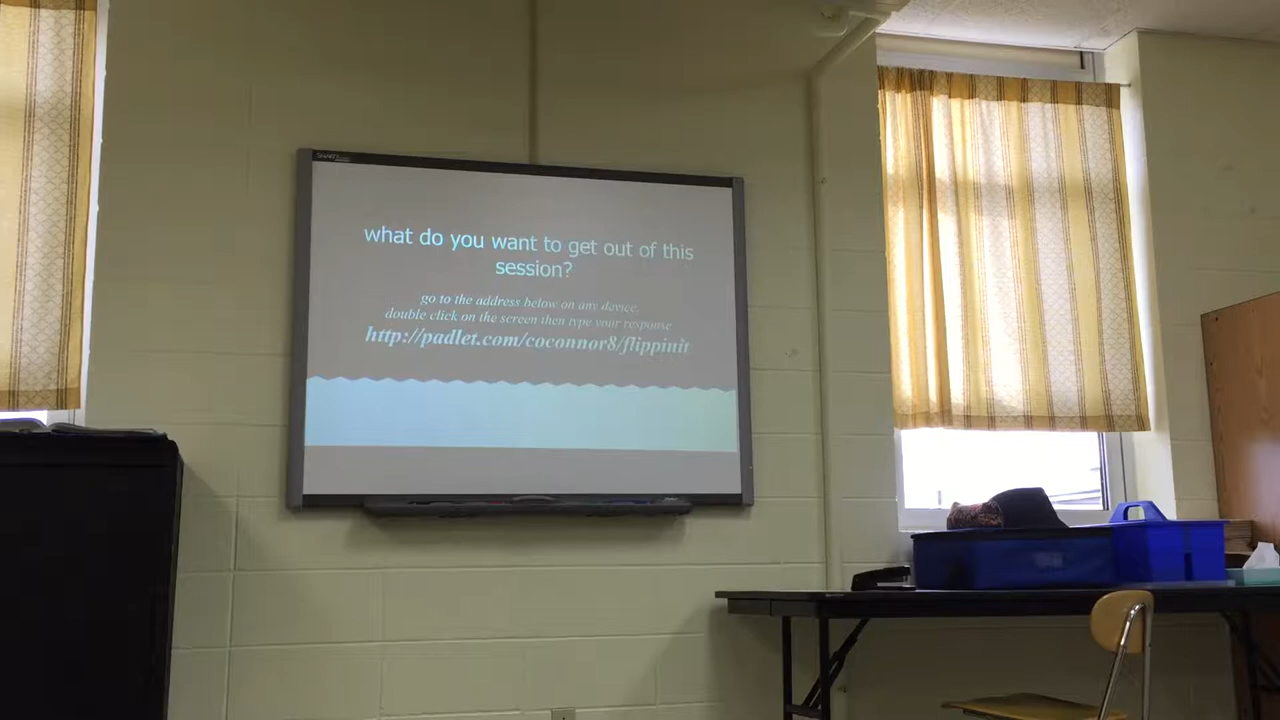 SMART
what do you want to get out of this
session?
go to the address below on any device,
double click on the screen then type your response
http://padlet.com/coconnor8/flippinit